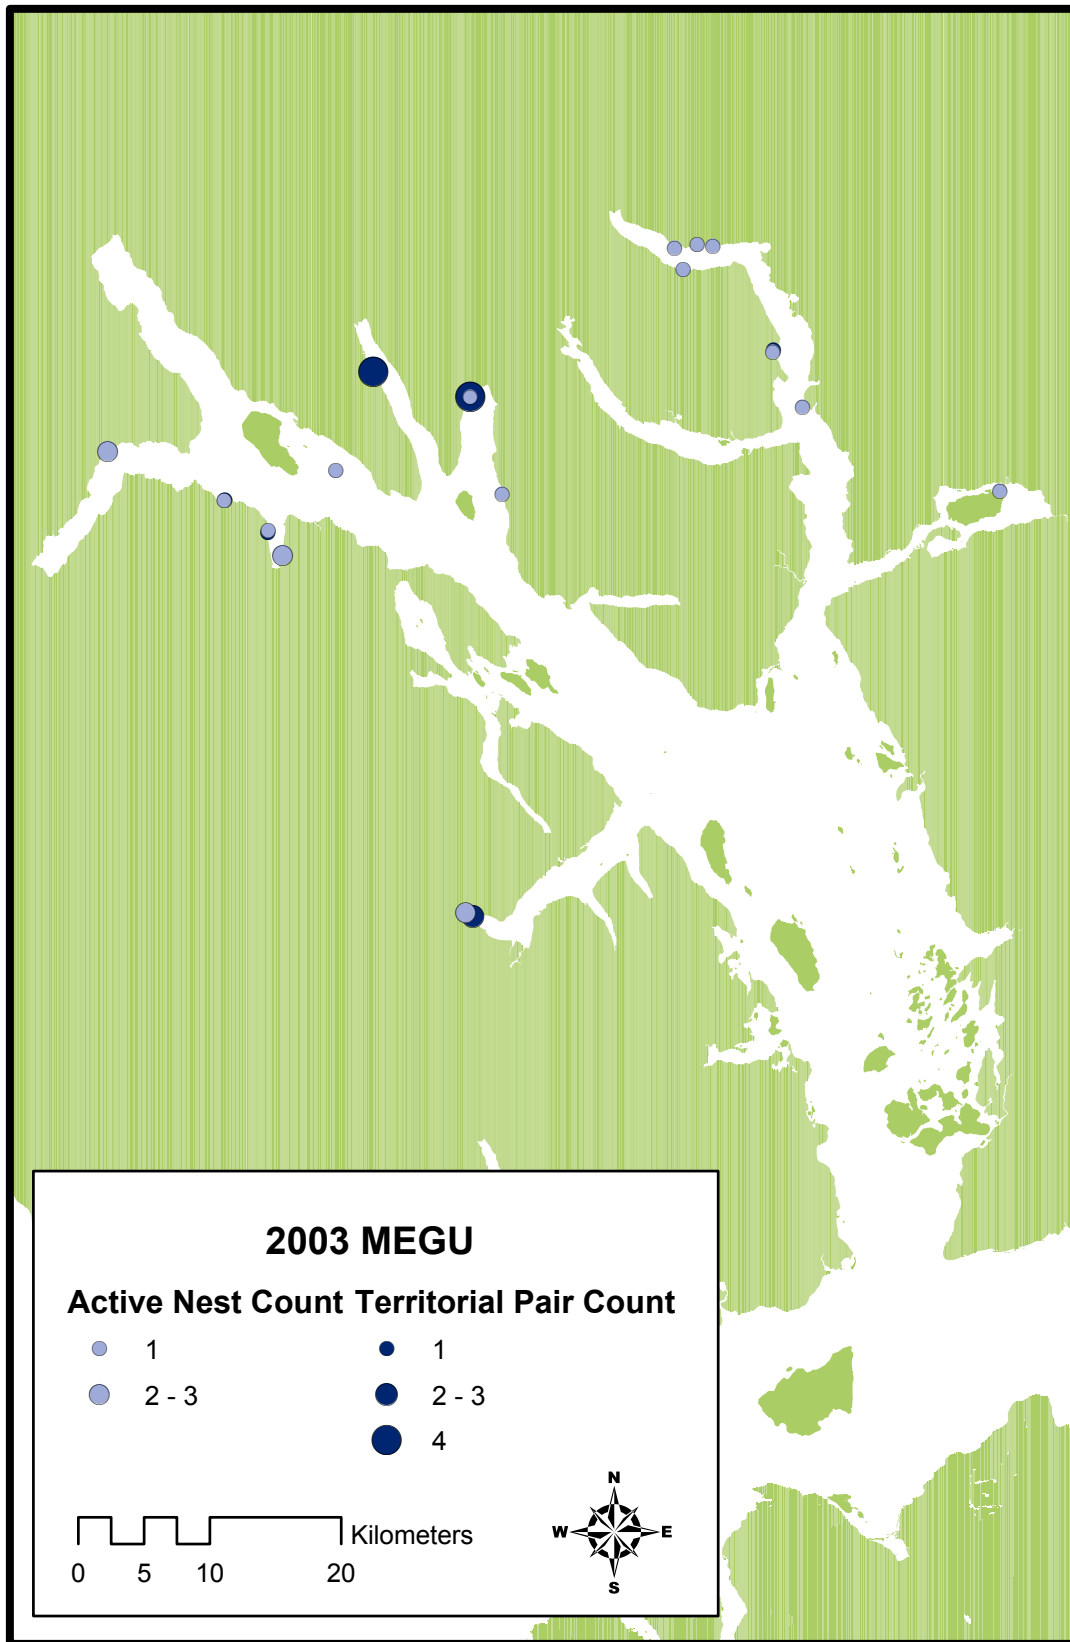 2003 MEGU
Active Nest Count Territorial Pair Count
1 1
2 - 3 2 - 3
4
N
W E
S
Kilometers
0 5 10 20